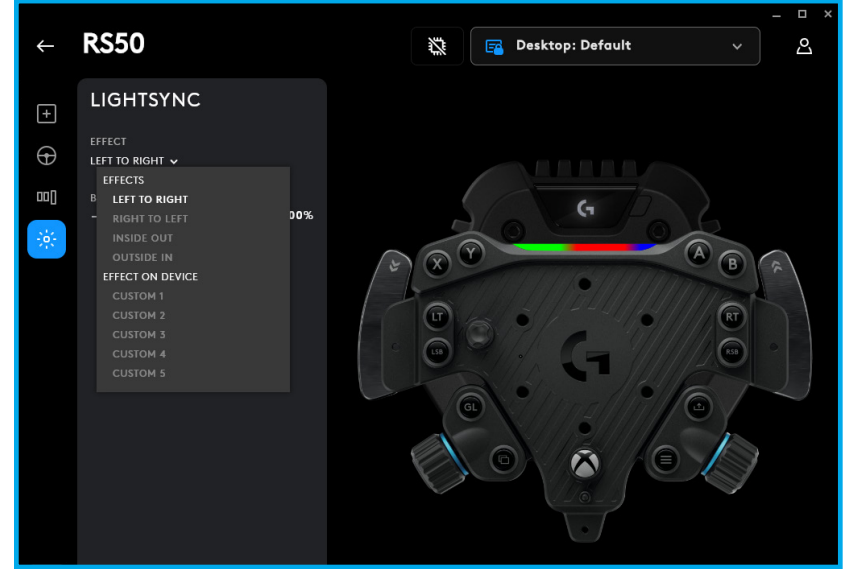 RS50
Desktop: Default
LIGHTSYNC
EFFECT
LEFT TO RIGHT
EFFECTS
LEFT TO RIGHT
RIGHT TO LEFT
INSIDE OUT
OUTSIDE IN
EFFECT ON DEVICE
CUSTOM 1
CUSTOM 2
CUSTOM 3
CUSTOM 4
CUSTOM 5
B
00%
G
X
Y
A
B
LT
RT
LSB
RSB
G
GL